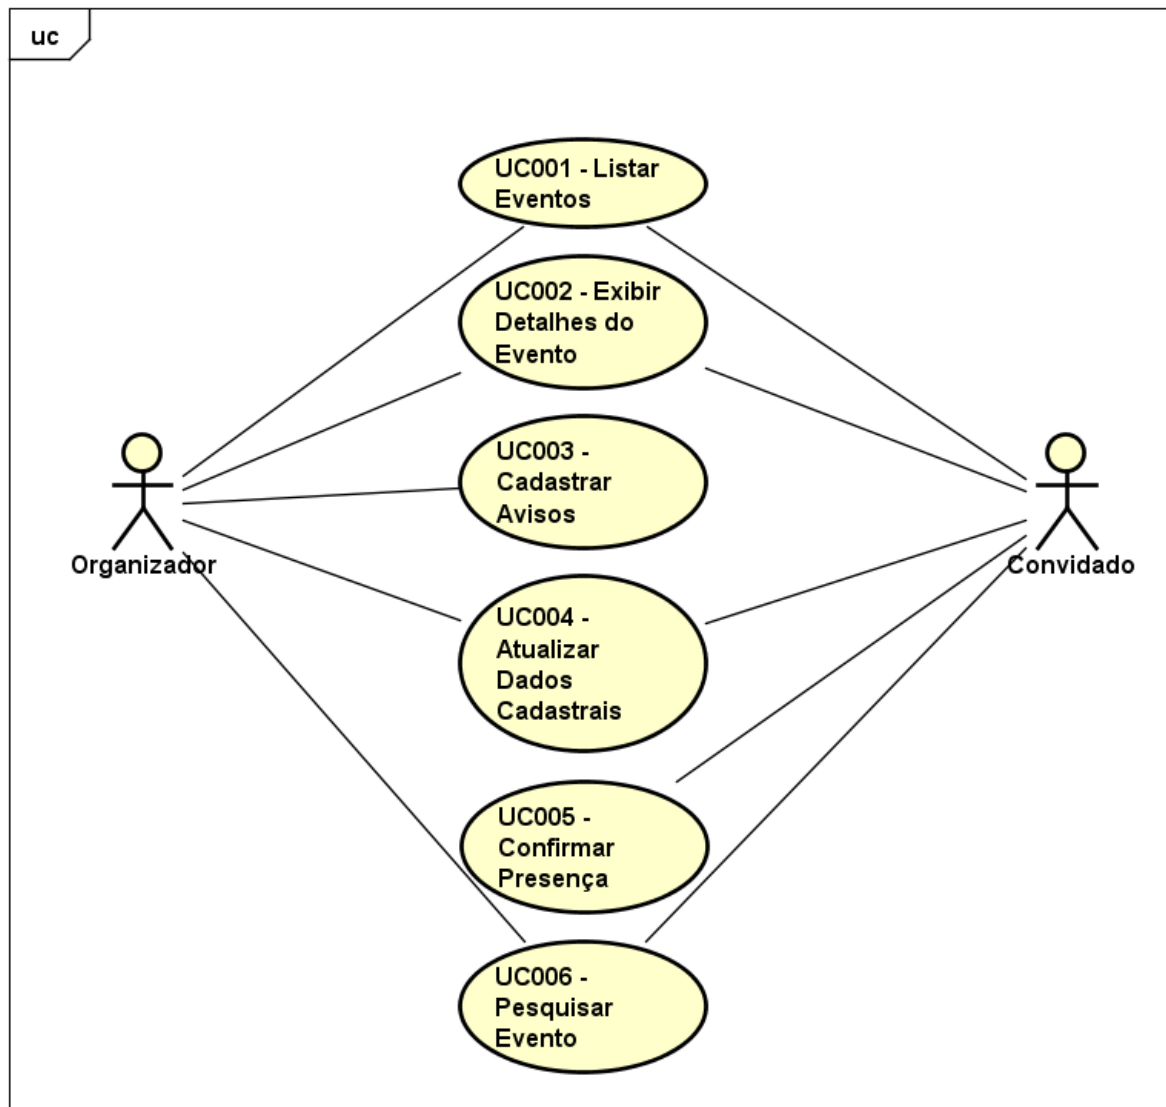 uc
UC001 - Listar
Eventos
UC002 - Exibir
Detalhes do
Evento
UC003 -
Cadastrar
Avisos
Organizador
Convidado
UC004 -
Atualizar
Dados
Cadastrais
UC005 -
Confirmar
Presença
UC006 -
Pesquisar
Evento